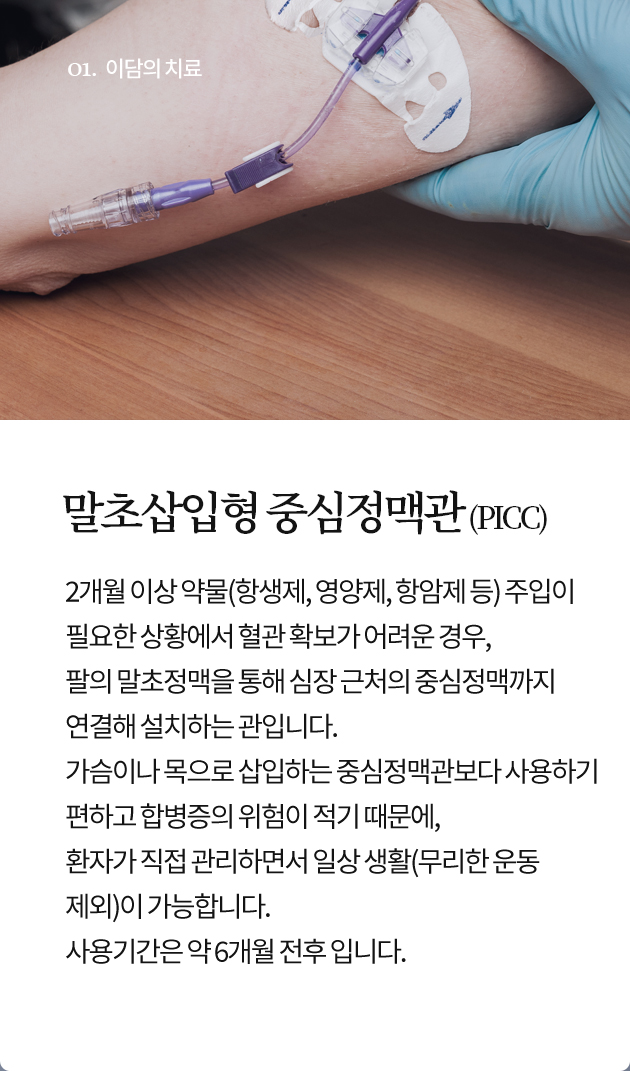 01. 이담의 치료
말초삽입형 중심정맥관 (PICC)
2개월 이상 약물(항생제, 영양제, 항암제 등) 주입이
필요한 상황에서 혈관 확보가 어려운 경우,
팔의 말초정맥을 통해 심장 근처의 중심정맥까지
연결해 설치하는 관입니다.
가슴이나 목으로 삽입하는 중심정맥관보다 사용하기
편하고 합병증의 위험이 적기 때문에,
환자가 직접 관리하면서 일상 생활(무리한 운동
제외)이 가능합니다.
사용기간은 약 6개월 전후 입니다.